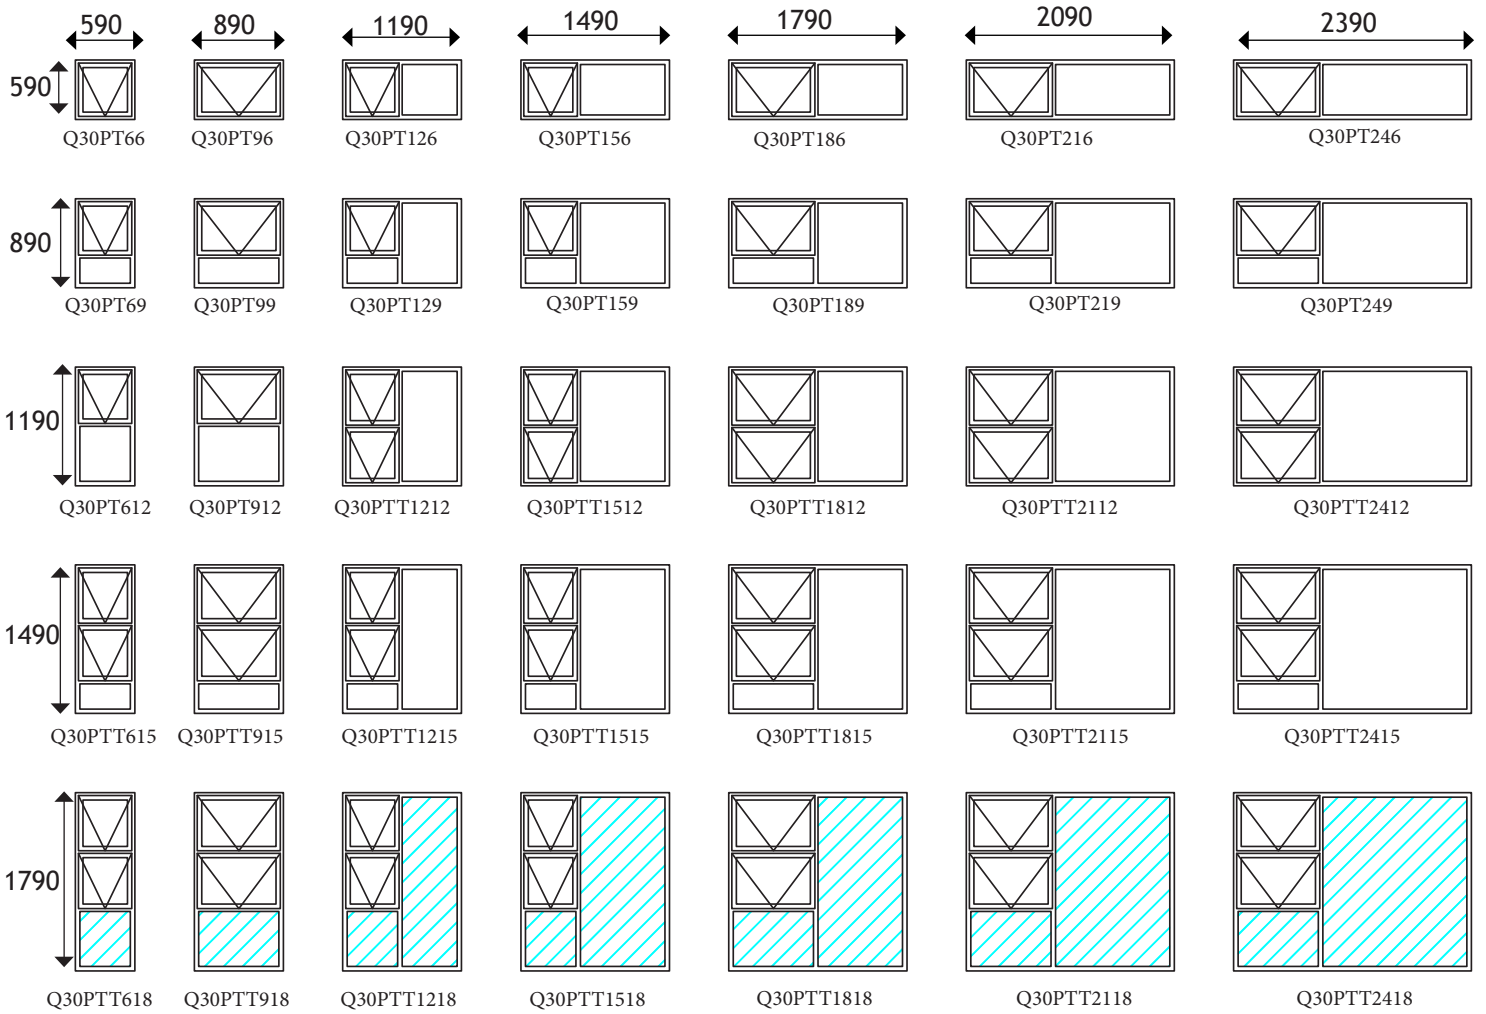 590 890 1190 1490 1790 2090 2390
590
Q30PT66 Q30PT96 Q30PT126 Q30PT156 Q30PT186 Q30PT216 Q30PT246
890
Q30PT69 Q30PT99 Q30PT129 Q30PT159 Q30PT189 Q30PT219 Q30PT249
1190
Q30PT612 Q30PT912 Q30PTT1212 Q30PTT1512 Q30PTT1812 Q30PTT2112 Q30PTT2412
1490
Q30PTT615 Q30PTT915 Q30PTT1215 Q30PTT1515 Q30PTT1815 Q30PTT2115 Q30PTT2415
1790
Q30PTT618 Q30PTT918 Q30PTT1218 Q30PTT1518 Q30PTT1818 Q30PTT2118 Q30PTT2418